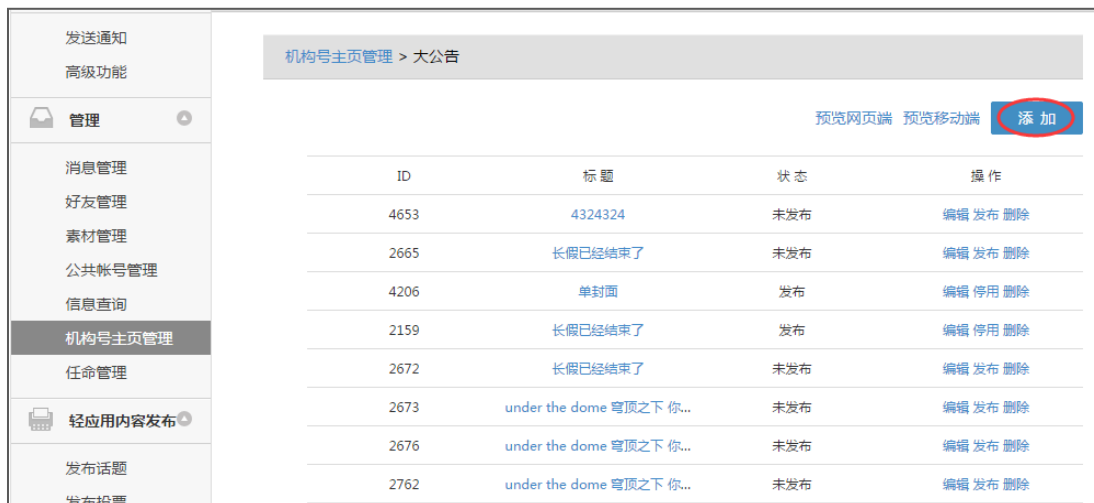 发送通知
高级功能
管理
消息管理
好友管理
素材管理
公共帐号管理
信息查询
机构号主页管理
任命管理
轻应用内容发布
发布话题
发布投票
机构号主页管理 > 大公告
预览网页端 预览移动端 添 加
ID 标 题 状 态 操 作
4653 4324324 未发布 编辑 发布 删除
2665 长假已经结束了 未发布 编辑 发布 删除
4206 单封面 发布 编辑 停用 删除
2159 长假已经结束了 发布 编辑 停用 删除
2672 长假已经结束了 未发布 编辑 发布 删除
2673 under the dome 穹顶之下 你... 未发布 编辑 发布 删除
2676 under the dome 穹顶之下 你... 未发布 编辑 发布 删除
2762 under the dome 穹顶之下 你... 未发布 编辑 发布 删除